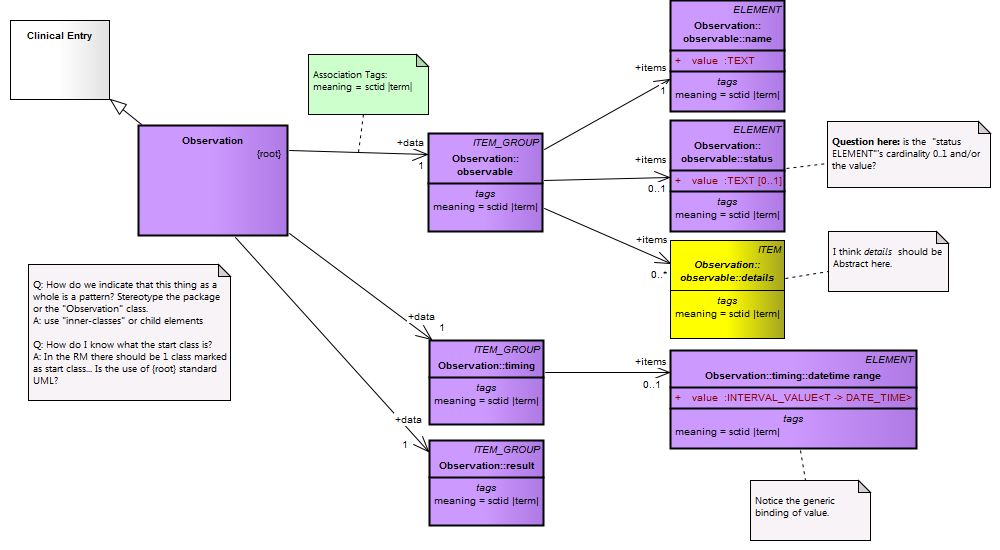 Clinical Entry
Observation
{root}
Association Tags:
meaning = sctid |term|
+data
1
ITEM_GROUP
Observation::
observable
tags
meaning = sctid |term|
+items
1
ELEMENT
Observation::
observable::name
+ value :TEXT
tags
meaning = sctid |term|
+items
0..1
ELEMENT
Observation::
observable::status
+ value :TEXT [0..1]
tags
meaning = sctid |term|
Question here: is the "status
ELEMENT"'s cardinality 0..1 and/or
the value?
+items
0..*
ITEM
Observation::
observable::details
tags
meaning = sctid |term|
I think details should be
Abstract here.
Q: How do we indicate that this thing as a
whole is a pattern? Stereotype the package
or the "Observation" class.
A: use "inner-classes" or child elements
Q: How do I know what the start class is?
A: In the RM there should be 1 class marked
as start class... Is the use of {root} standard
UML?
+data
1
ITEM_GROUP
Observation::timing
tags
meaning = sctid |term|
+items
0..1
ELEMENT
Observation::timing::datetime range
+ value :INTERVAL_VALUE<T -> DATE_TIME>
tags
meaning = sctid |term|
+data
1
ITEM_GROUP
Observation::result
tags
meaning = sctid |term|
Notice the generic
binding of value.